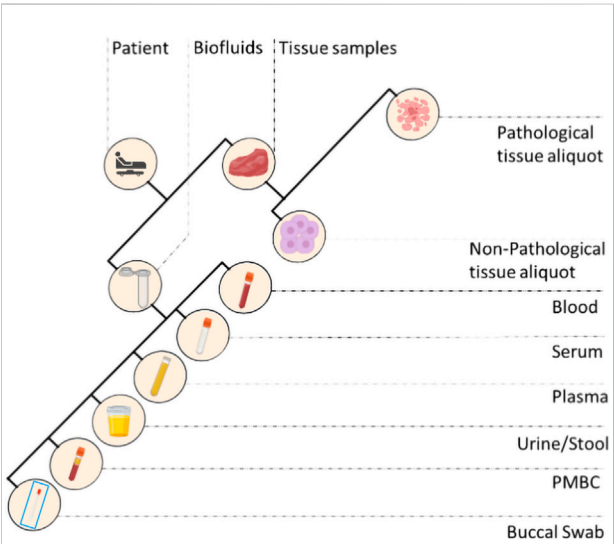 Patient
Biofluids
Tissue samples
Pathological
tissue aliquot
Non-Pathological
tissue aliquot
Blood
Serum
Plasma
Urine/Stool
PMBC
Buccal Swab